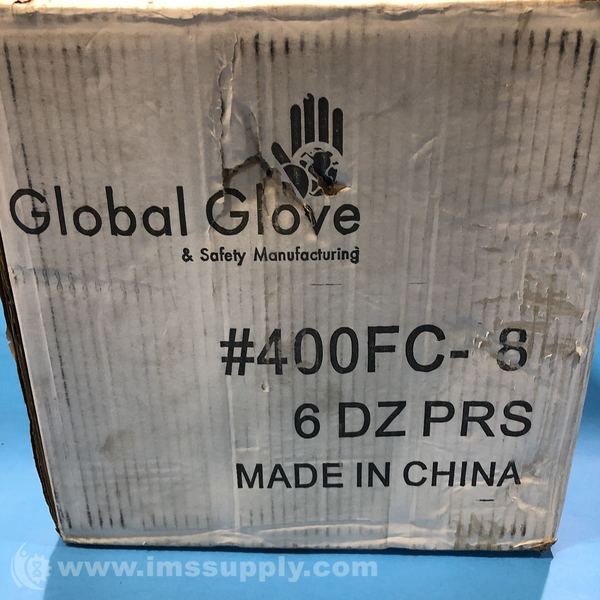 Global Glove
& Safety Manufacturing
#400FC- 8
6 DZ PRS
MADE IN CHINA
www.imssupply.com